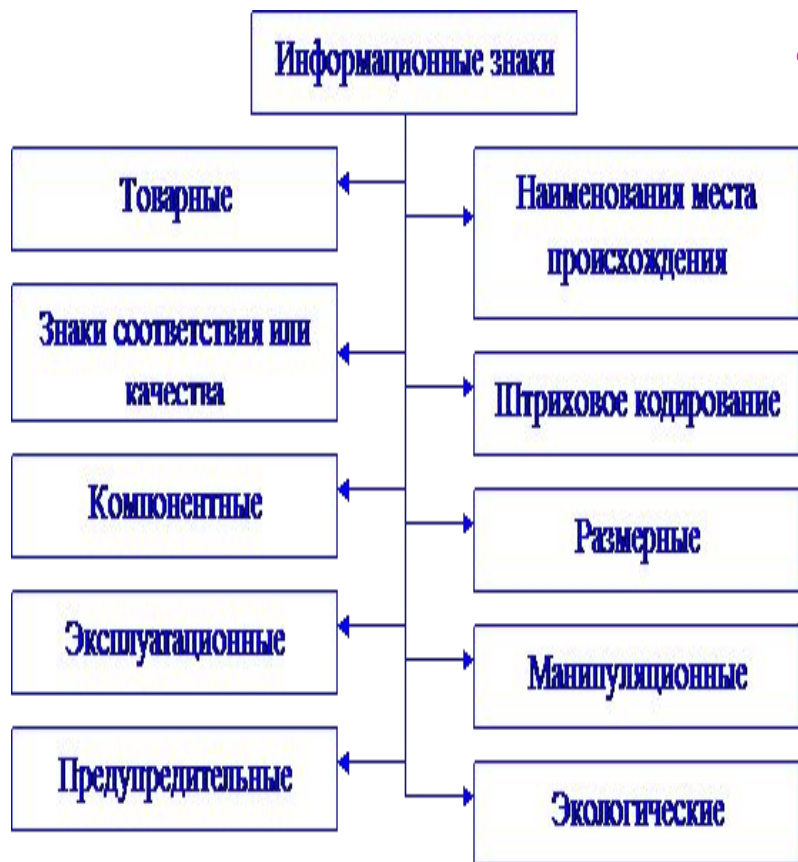 Информационные знаки
Товарные
Наименования места
происхождения
Знаки соответствия или
качества
Штриховое кодирование
Компонентные
Размерные
Эксплуатационные
Манипуляционные
Предупредительные
Экологические